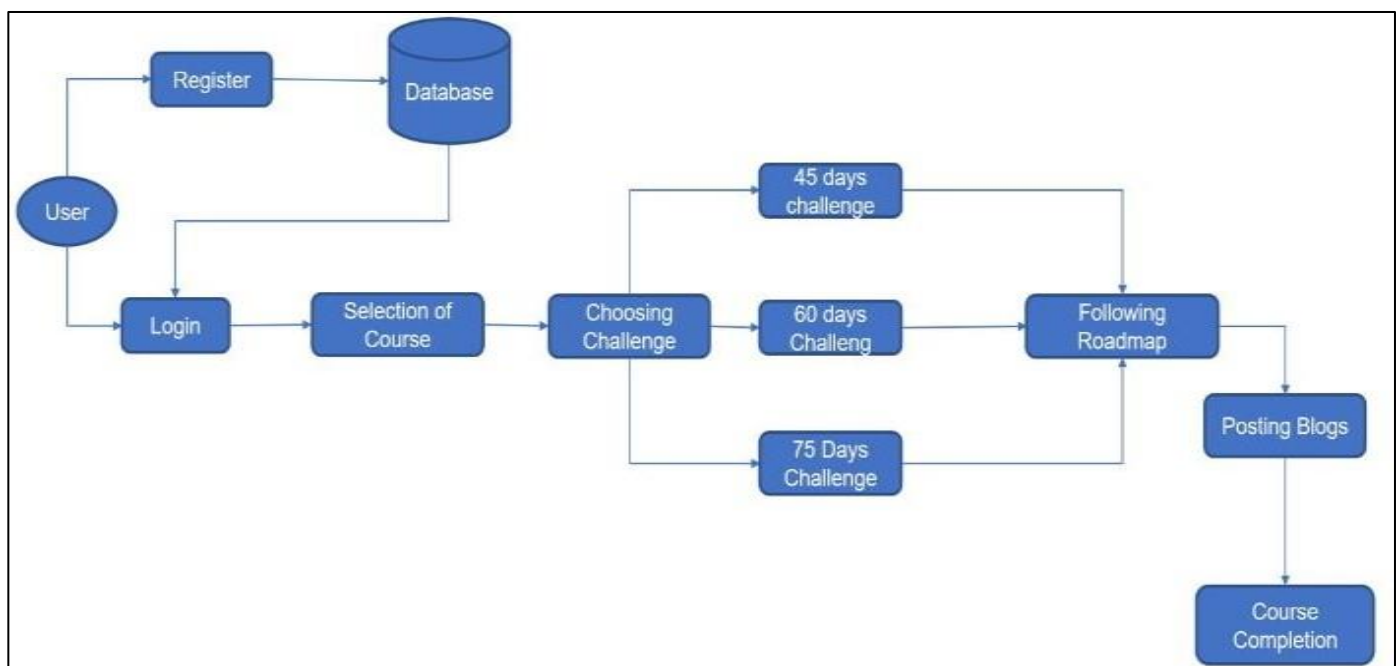 Register
Database
User
Login
Selection of
Course
Choosing
Challenge
45 days
challenge
60 days
Challeng
75 Days
Challenge
Following
Roadmap
Posting Blogs
Course
Completion